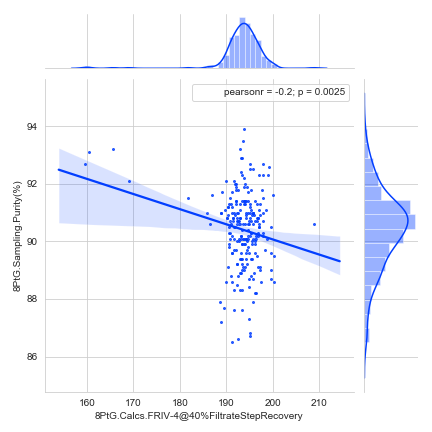 pearsonr = -0.2; p = 0.0025
94
92
90
88
86
8PtG.Sampling.Purity(%)
160 170 180 190 200 210
8PtG.Calcs.FRIV-4@40%FiltrateStepRecovery